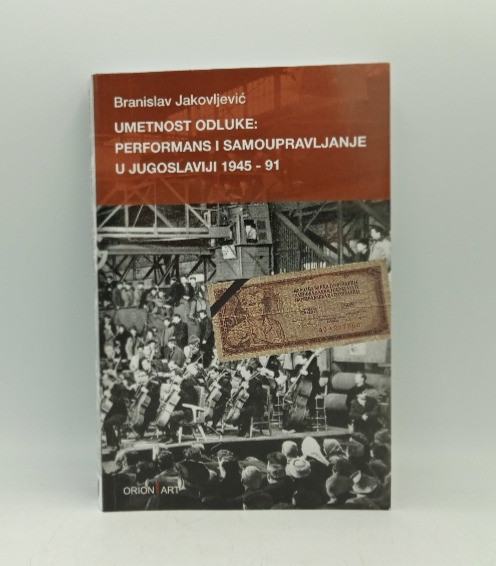 Branislav Jakovljević
UMETNOST ODLUKE:
PERFORMANS I SAMOUPRAVLJANJE
U JUGOSLAVIJI 1945 - 91
ORION ART